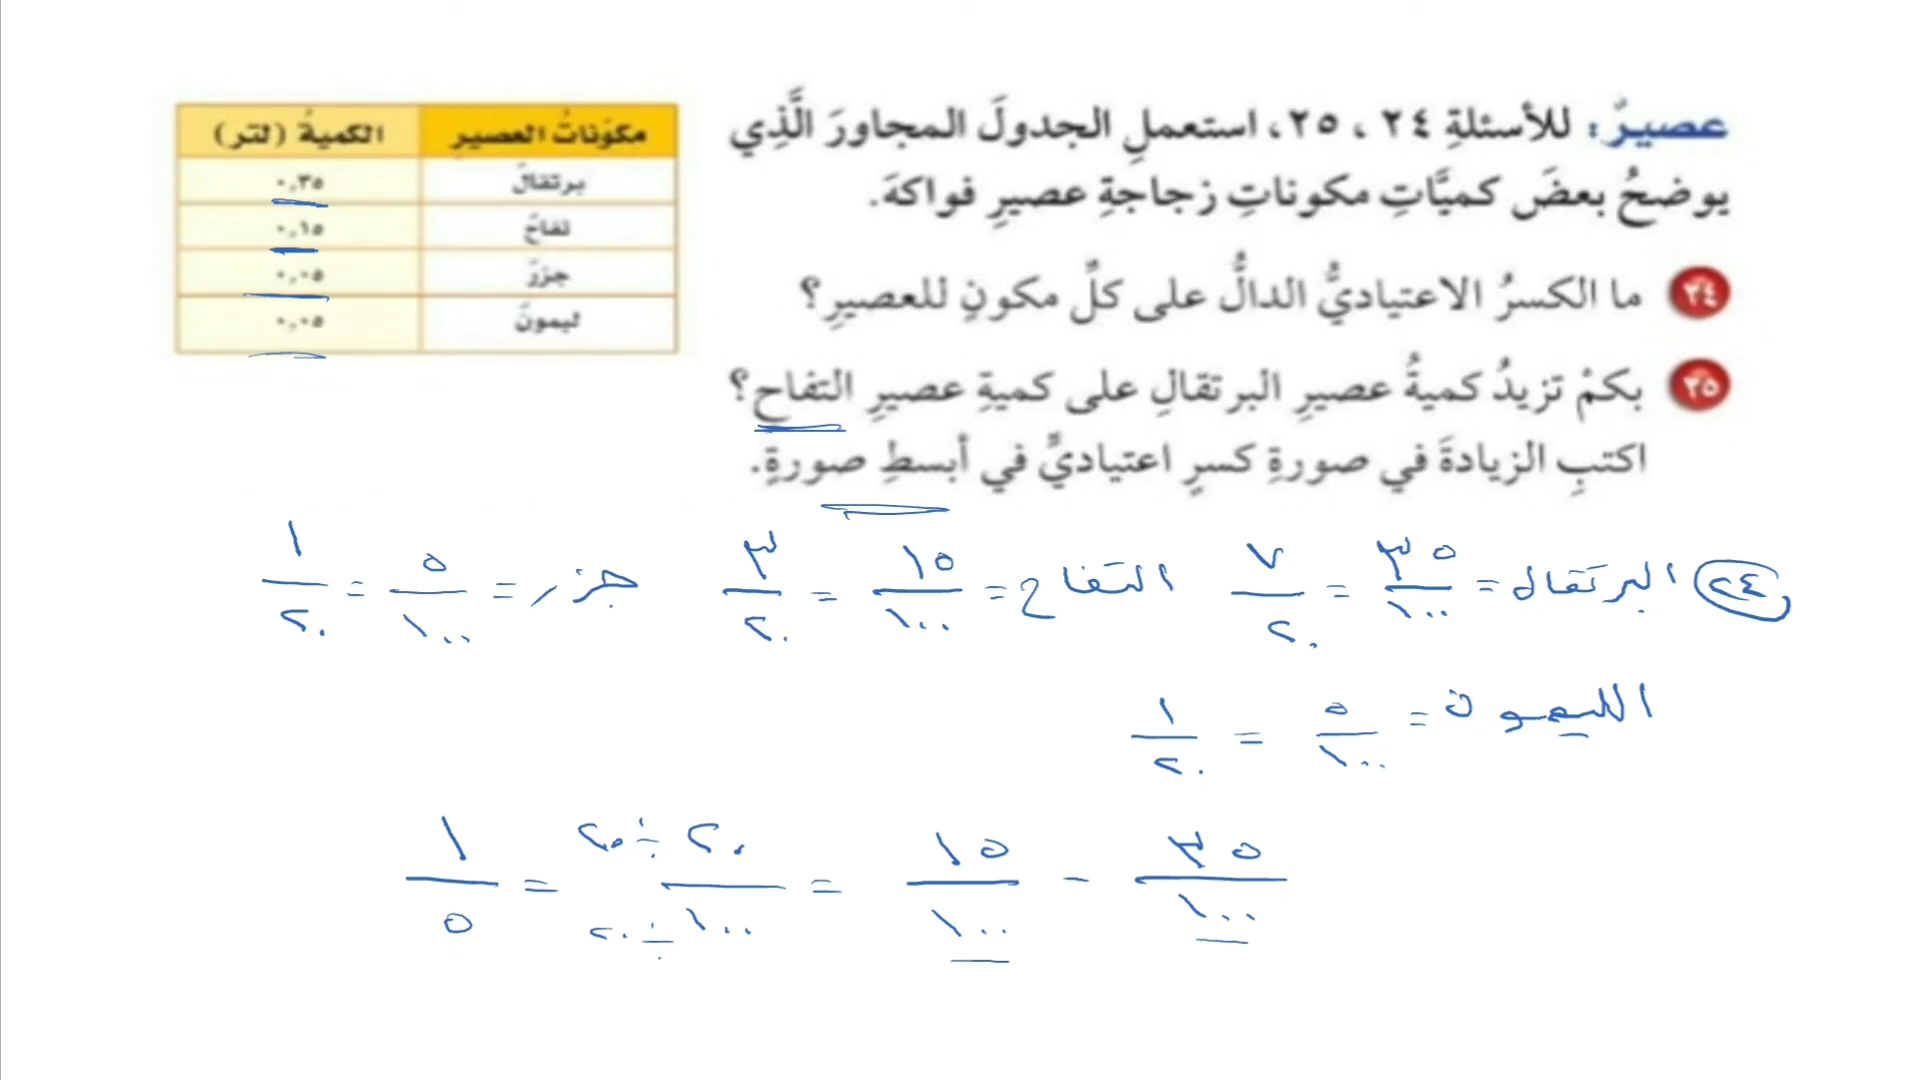 عصيرٌ: للأسئلةِ ٢٤ ، ٢٥، استعملِ الجدولَ المجاورَ الَّذِي
يوضحُ بعضَ كميَّاتِ مكوناتِ زجاجةِ عصيرِ فواكهَ.
مكوّناتُ العصيرِ الكميةُ (لتر)
برتقالٌ ٠,٣٥
تفاحٌ ٠,١٥
جزرٌ ٠,٠٥
ليمونٌ ٠,٠٥
٢٤ ما الكسرُ الاعتياديُّ الدالُّ على كلِّ مكونٍ للعصيرِ؟
٢٥ بكمْ تزيدُ كميةُ عصيرِ البرتقالِ على كميةِ عصيرِ التفاحِ؟
اكتبِ الزيادةَ في صورةِ كسرٍ اعتياديٍّ في أبسطِ صورةٍ.
٢٤ البرتقال = ٣٥/١٠٠ = ٧/٢٠ التفاح = ١٥/١٠٠ = ٣/٢٠ جزر = ٥/١٠٠ = ١/٢٠
الليمون = ٥/١٠٠ = ١/٢٠
٣٥/١٠٠ - ١٥/١٠٠ = ٢٠÷٢٠/١٠٠÷٢٠ = ١/٥